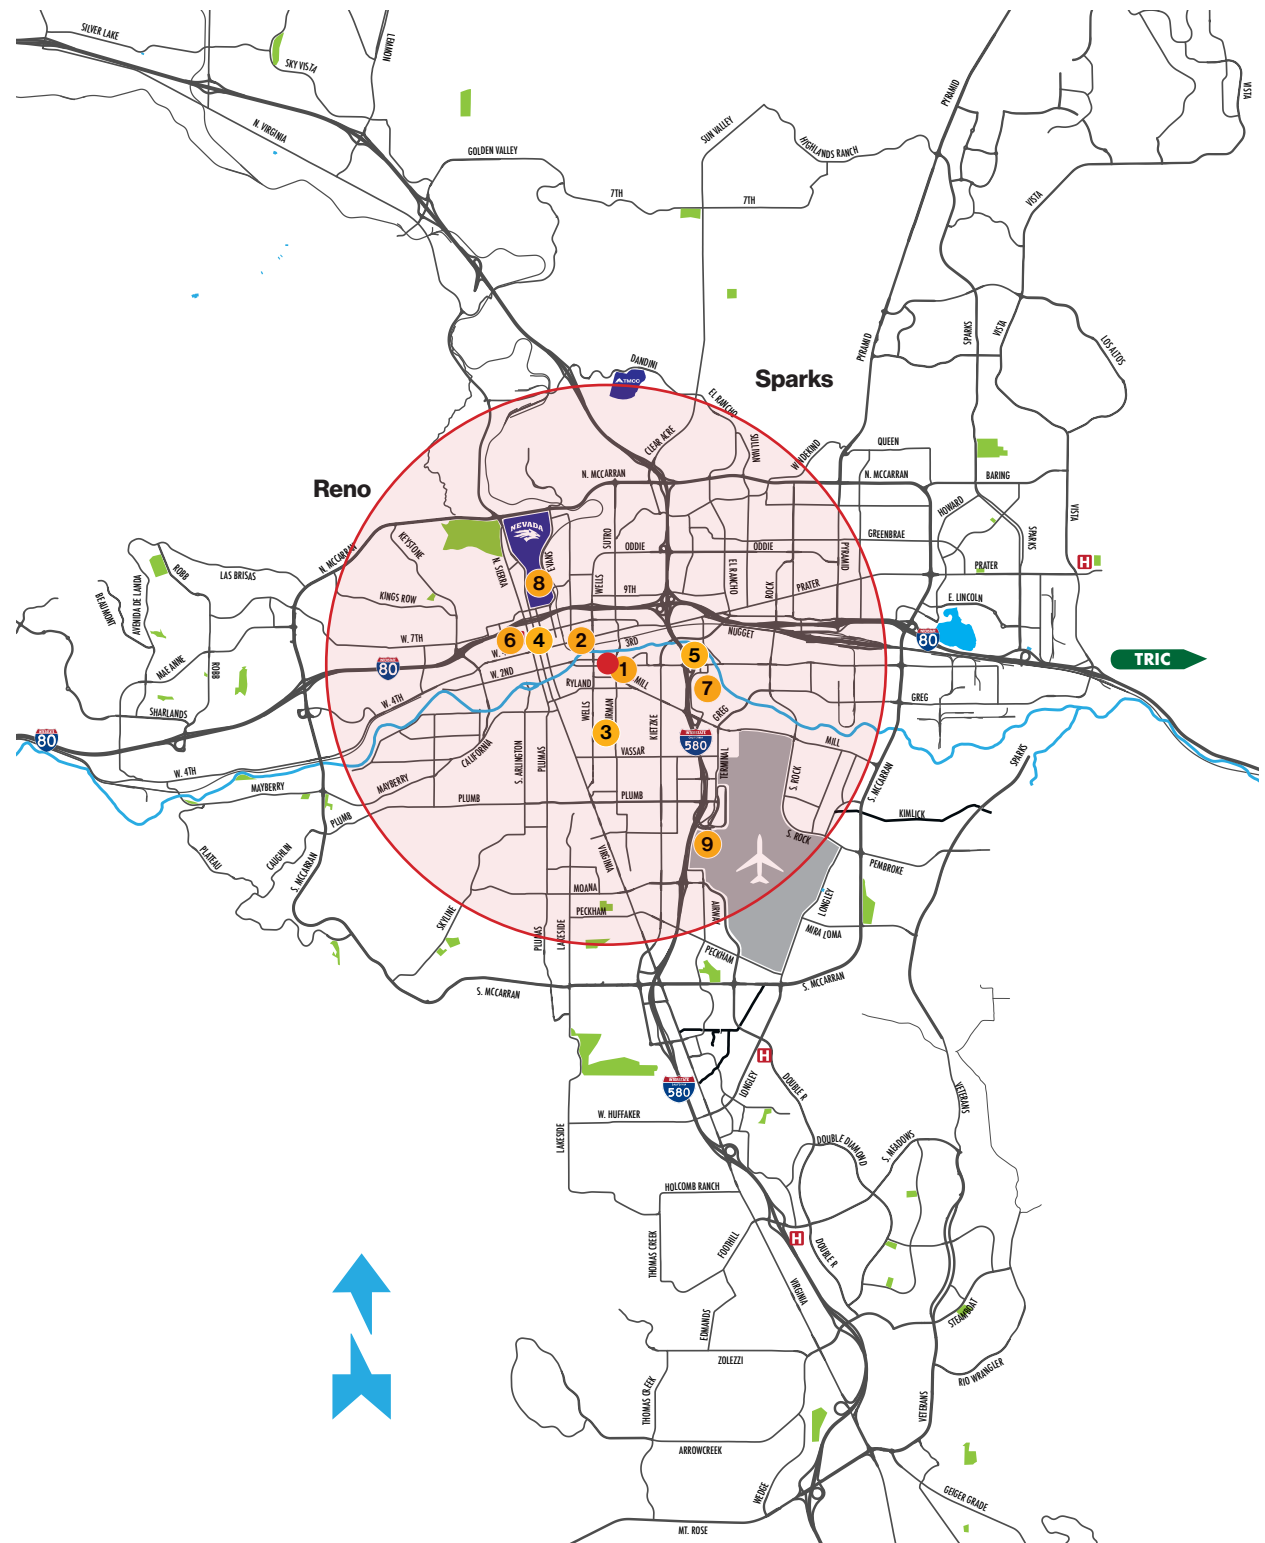 SILVER LAKE
LEMMON
SKY VISTA
PYRAMID
VISTA
N. VIRGINIA
SUN VALLEY
HIGHLANDS RANCH
GOLDEN VALLEY
7TH
7TH
VISTA
SPARKS
VISTA
PYRAMID
LOS ALTOS
DANDINI
TMCC
Sparks
EL RANCHO
CLEAR ACRE
SULLIVAN
WEDEKIND
QUEEN
N. MCCARRAN
N. MCCARRAN
BARING
Reno
HOWARD
VISTA
NEVADA
SUTRO
ODDIE
ODDIE
GREENBRAE
SPARKS
KEYSTONE
N. MCCARRAN
N. SIERRA
EVANS
EL RANCHO
ROCK
PYRAMID
PRATER
PRATER
H
ROBB
LAS BRISAS
AVENIDA DE LANDA
BEAUMONT
KINGS ROW
8
WELLS
9TH
E. LINCOLN
W. 7TH
6
4
2
3RD
NUGGET
INTERSTATE
80
TRIC
MAE ANNE
ROBB
INTERSTATE
80
W. 2ND
1
5
7
RYLAND
MILL
W. 4TH
GREG
SHARLANDS
WELLS
3
KIETZKE
GREG
INTERSTATE
580
MILL
INTERSTATE
80
CALIFORNIA
S. ARLINGTON
PLUMAS
VASSAR
TERMINAL
S. ROCK
S. MCCARRAN
SPARKS
W. 4TH
MAYBERRY
MAYBERRY
PLUMB
PLUMB
PLUMB
KIMLICK
S. ROCK
PLATEAU
CAUGHLIN
S. MCCARRAN
VIRGINIA
9
PEMBROKE
MOANA
SKYLINE
PECKHAM
AIRWAY
LONGLEY
PLUMAS
LAKESIDE
MIRA LOMA
PECKHAM
S. MCCARRAN
S. MCCARRAN
H
INTERSTATE
580
LONGLEY
DOUBLE R
VETERANS
W. HUFFAKER
LAKESIDE
DOUBLE DIAMOND
S. MEADOWS
HOLCOMB RANCH
THOMAS CREEK
FOOTHILL
H
DOUBLE R
VIRGINIA
EDMANDS
STEAMBOAT
ZOLEZZI
RIO WRANGLER
THOMAS CREEK
VETERANS
ARROWCREEK
WEDGE
GEIGER GRADE
MT. ROSE